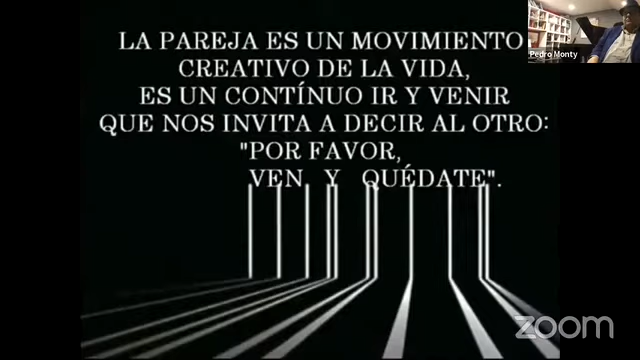 LA PAREJA ES UN MOVIMIENTO
CREATIVO DE LA VIDA,
ES UN CONTÍNUO IR Y VENIR
QUE NOS INVITA A DECIR AL OTRO:
"POR FAVOR,
VEN Y QUÉDATE".
Pedro Monty
zoom